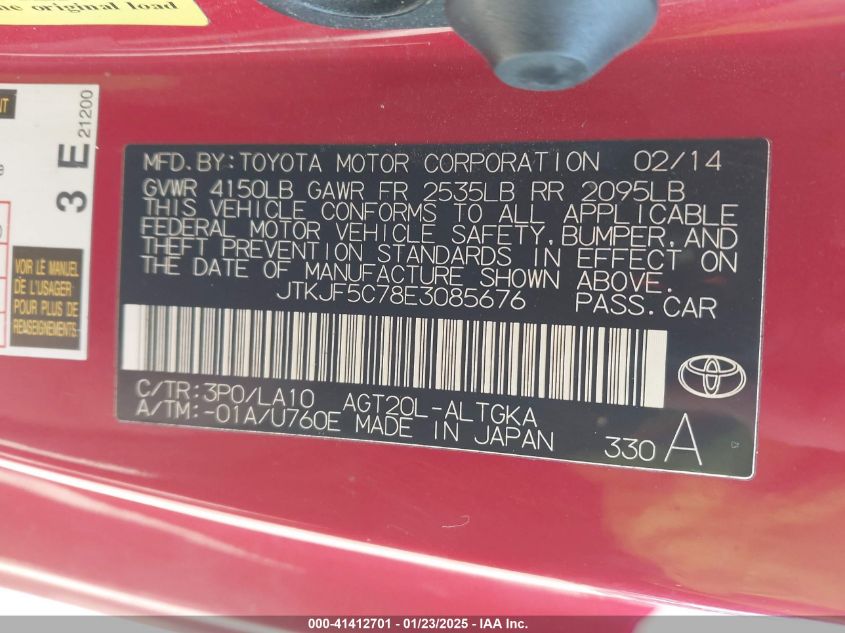 ne original load
NT
3 E 21200
VOIR LE MANUEL
DE L'USAGER
POUR PLUS DE
RENSEIGNEMENTS
MFD. BY: TOYOTA MOTOR CORPORATION 02/14
GVWR 4150LB GAWR FR 2535LB RR 2095LB
THIS VEHICLE CONFORMS TO ALL APPLICABLE
FEDERAL MOTOR VEHICLE SAFETY, BUMPER, AND
THEFT PREVENTION STANDARDS IN EFFECT ON
THE DATE OF MANUFACTURE SHOWN ABOVE.
JTKJF5C78E3085676 PASS. CAR
C/TR: 3P0/LA10 AGT20L-ALTGKA
A/TM: -01A/U760E MADE IN JAPAN 330 A
000-41412701 - 01/23/2025 - IAA Inc.